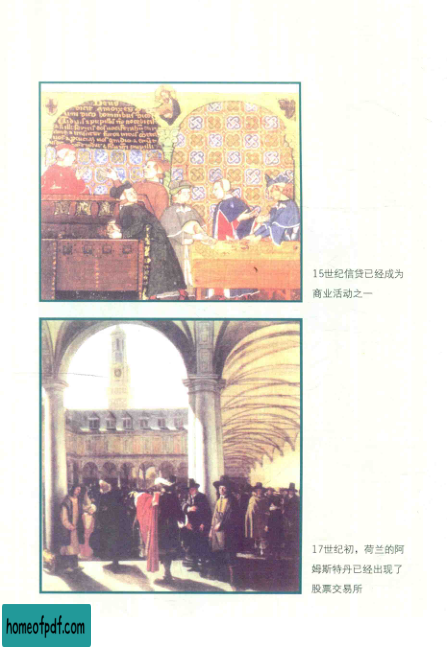 15世纪信贷已经成为
商业活动之一
17世纪初，荷兰的阿
姆斯特丹已经出现了
股票交易所
homeofpdf.com